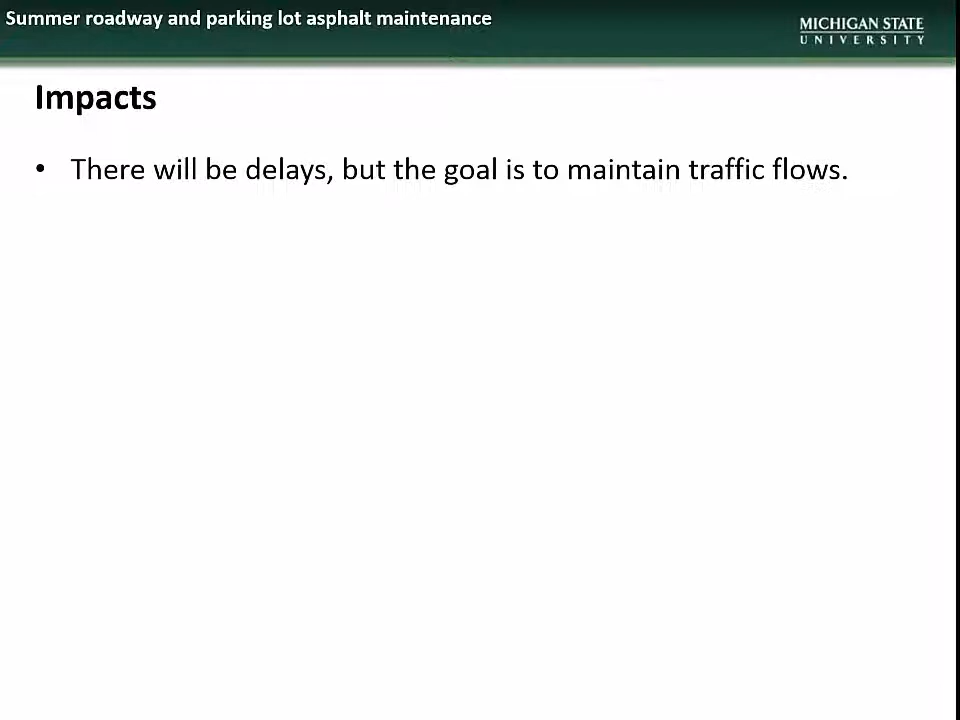 Summer roadway and parking lot asphalt maintenance
MICHIGAN STATE
UNIVERSITY
Impacts
• There will be delays, but the goal is to maintain traffic flows.